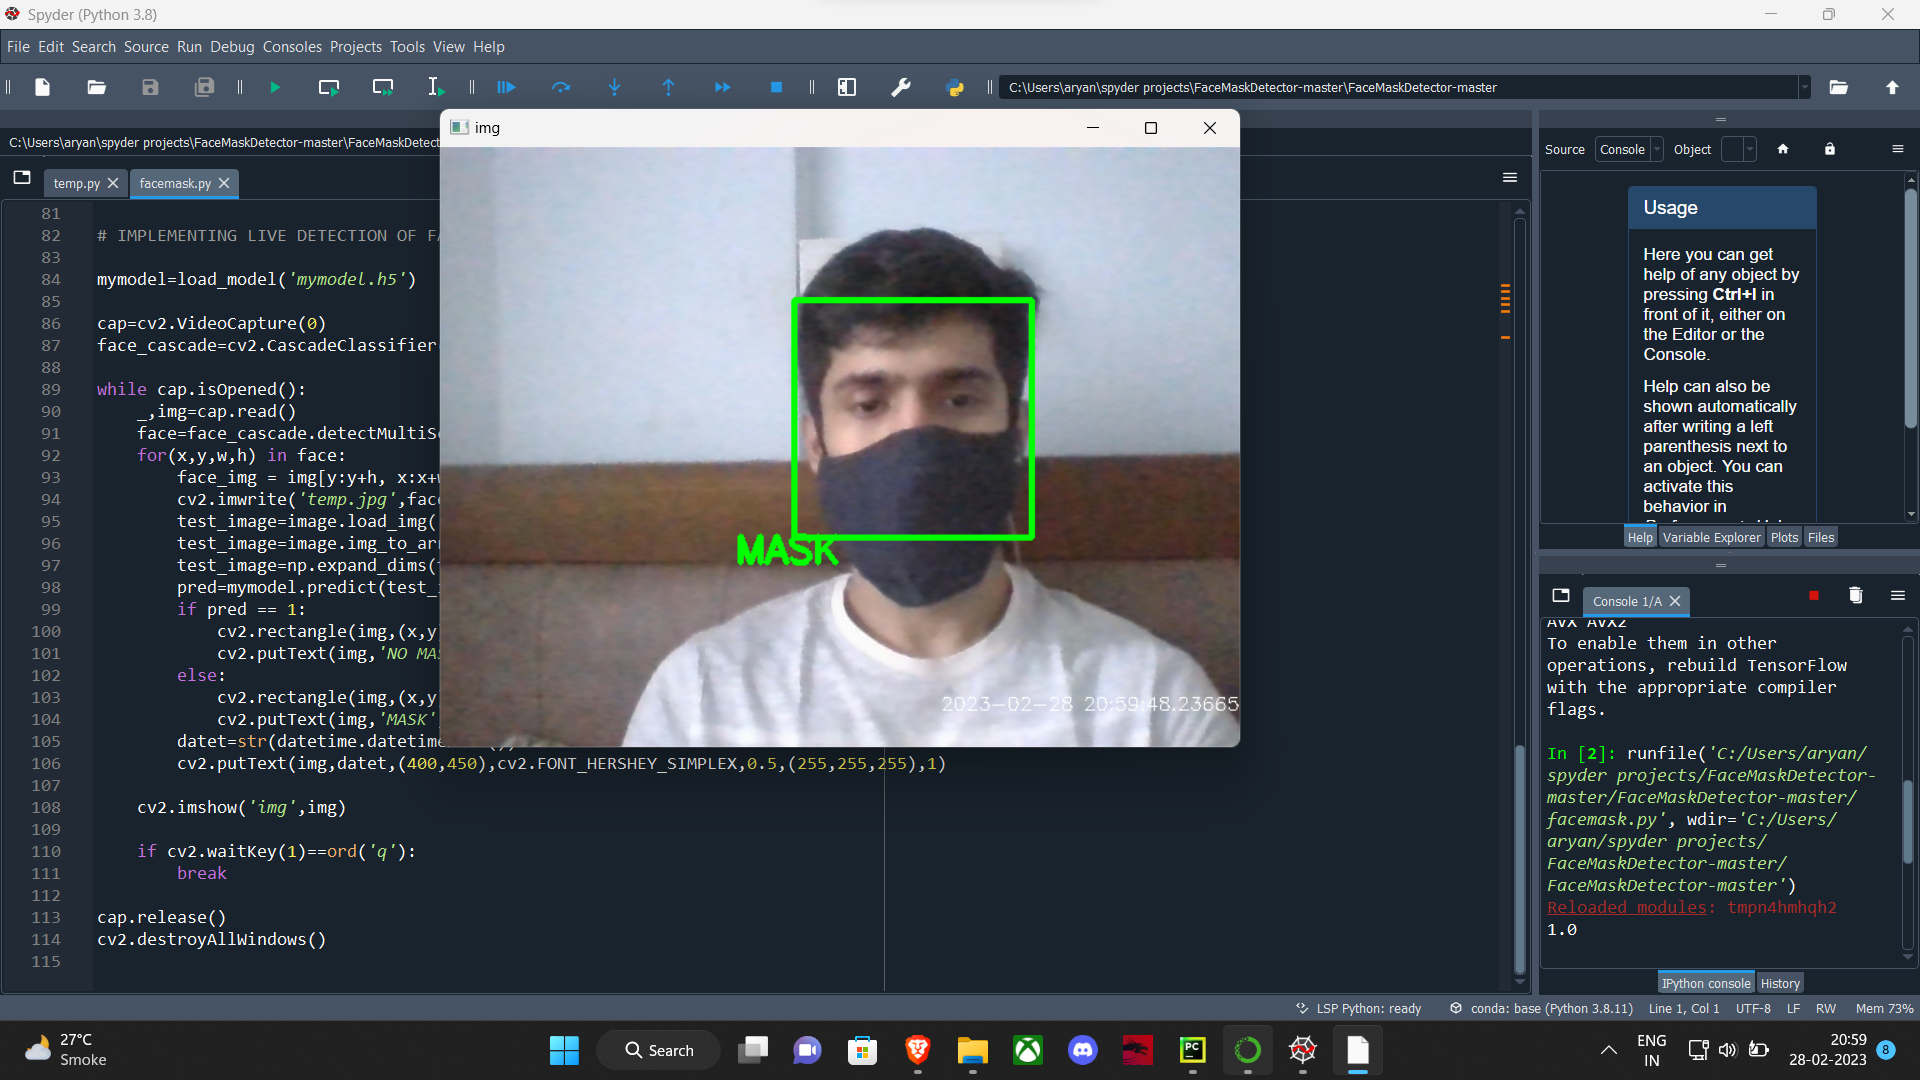 Spyder (Python 3.8)
File Edit Search Source Run Debug Consoles Projects Tools View Help
C:\Users\aryan\spyder projects\FaceMaskDetector-master\FaceMaskDetector-master
C:\Users\aryan\spyder projects\FaceMaskDetector-master\FaceMaskDetect
temp.py
facemask.py
81
82 # IMPLEMENTING LIVE DETECTION OF FA
83
84 mymodel=load_model('mymodel.h5')
85
86 cap=cv2.VideoCapture(0)
87 face_cascade=cv2.CascadeClassifier
88
89 while cap.isOpened():
90 _,img=cap.read()
91 face=face_cascade.detectMultiSc
92 for(x,y,w,h) in face:
93 face_img = img[y:y+h, x:x+w
94 cv2.imwrite('temp.jpg',face
95 test_image=image.load_img(
96 test_image=image.img_to_arr
97 test_image=np.expand_dims(
98 pred=mymodel.predict(test_i
99 if pred == 1:
100 cv2.rectangle(img,(x,y
101 cv2.putText(img,'NO MAS
102 else:
103 cv2.rectangle(img,(x,y
104 cv2.putText(img,'MASK'
105 datet=str(datetime.datetime
106 cv2.putText(img,datet,(400,450),cv2.FONT_HERSHEY_SIMPLEX,0.5,(255,255,255),1)
107
108 cv2.imshow('img',img)
109
110 if cv2.waitKey(1)==ord('q'):
111 break
112
113 cap.release()
114 cv2.destroyAllWindows()
115
img
MASK
2023-02-28 20:59:48.23665
Source Console Object
Usage
Here you can get
help of any object by
pressing Ctrl+I in
front of it, either on
the Editor or the
Console.
Help can also be
shown automatically
after writing a left
parenthesis next to
an object. You can
activate this
behavior in
Help Variable Explorer Plots Files
Console 1/A
AVX AVX2
To enable them in other
operations, rebuild TensorFlow
with the appropriate compiler
flags.
In [2]: runfile('C:/Users/aryan/
spyder projects/FaceMaskDetector-
master/FaceMaskDetector-master/
facemask.py', wdir='C:/Users/
aryan/spyder projects/
FaceMaskDetector-master/
FaceMaskDetector-master')
Reloaded modules: tmpn4hmhqh2
1.0
IPython console History
LSP Python: ready conda: base (Python 3.8.11) Line 1, Col 1 UTF-8 LF RW Mem 73%
27°C
Smoke
Search
PC
ENG
IN
20:59
28-02-2023
8